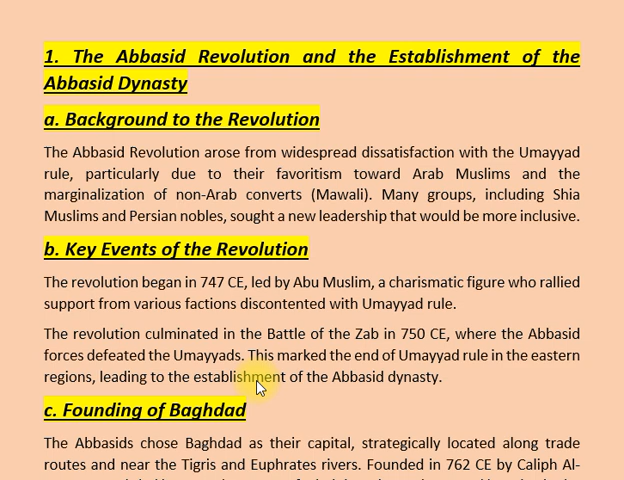 1. The Abbasid Revolution and the Establishment of the
Abbasid Dynasty
a. Background to the Revolution
The Abbasid Revolution arose from widespread dissatisfaction with the Umayyad
rule, particularly due to their favoritism toward Arab Muslims and the
marginalization of non-Arab converts (Mawali). Many groups, including Shia
Muslims and Persian nobles, sought a new leadership that would be more inclusive.
b. Key Events of the Revolution
The revolution began in 747 CE, led by Abu Muslim, a charismatic figure who rallied
support from various factions discontented with Umayyad rule.
The revolution culminated in the Battle of the Zab in 750 CE, where the Abbasid
forces defeated the Umayyads. This marked the end of Umayyad rule in the eastern
regions, leading to the establishment of the Abbasid dynasty.
c. Founding of Baghdad
The Abbasids chose Baghdad as their capital, strategically located along trade
routes and near the Tigris and Euphrates rivers. Founded in 762 CE by Caliph Al-